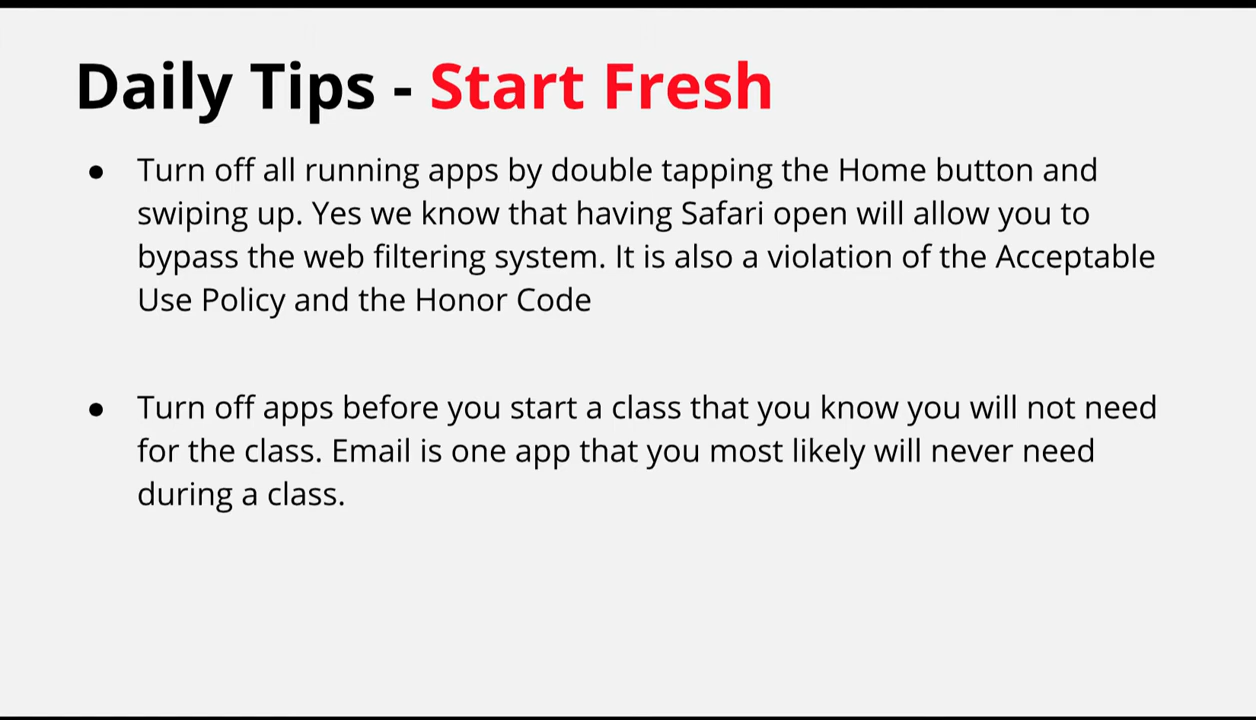 Daily Tips - Start Fresh
● Turn off all running apps by double tapping the Home button and
swiping up. Yes we know that having Safari open will allow you to
bypass the web filtering system. It is also a violation of the Acceptable
Use Policy and the Honor Code
● Turn off apps before you start a class that you know you will not need
for the class. Email is one app that you most likely will never need
during a class.